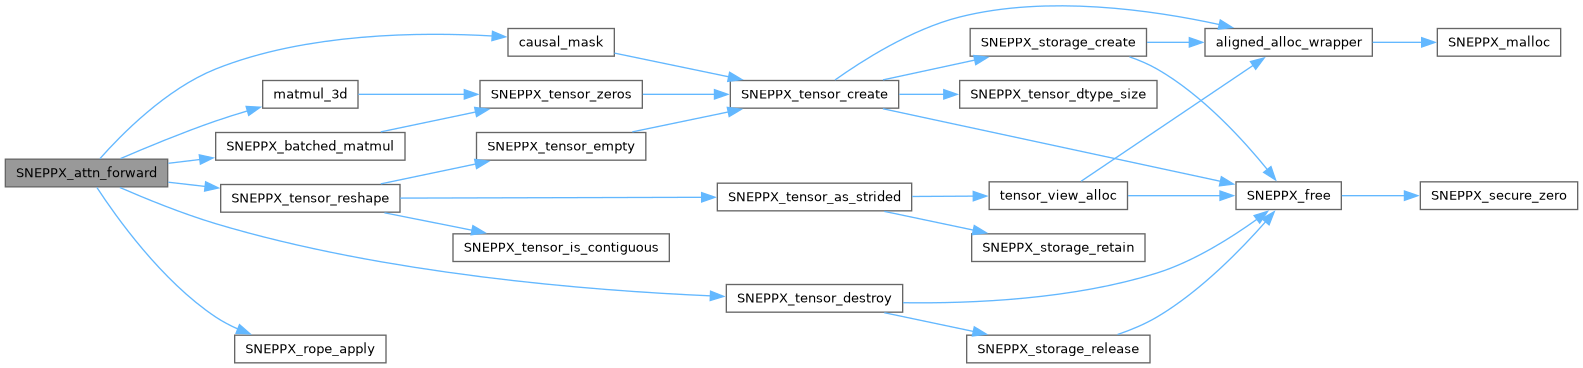 SNEPPX_attn_forward
causal_mask
matmul_3d
SNEPPX_batched_matmul
SNEPPX_tensor_reshape
SNEPPX_rope_apply
SNEPPX_tensor_zeros
SNEPPX_tensor_empty
SNEPPX_tensor_is_contiguous
SNEPPX_tensor_create
SNEPPX_tensor_as_strided
SNEPPX_tensor_destroy
SNEPPX_storage_create
SNEPPX_tensor_dtype_size
tensor_view_alloc
SNEPPX_storage_retain
SNEPPX_storage_release
aligned_alloc_wrapper
SNEPPX_free
SNEPPX_malloc
SNEPPX_secure_zero